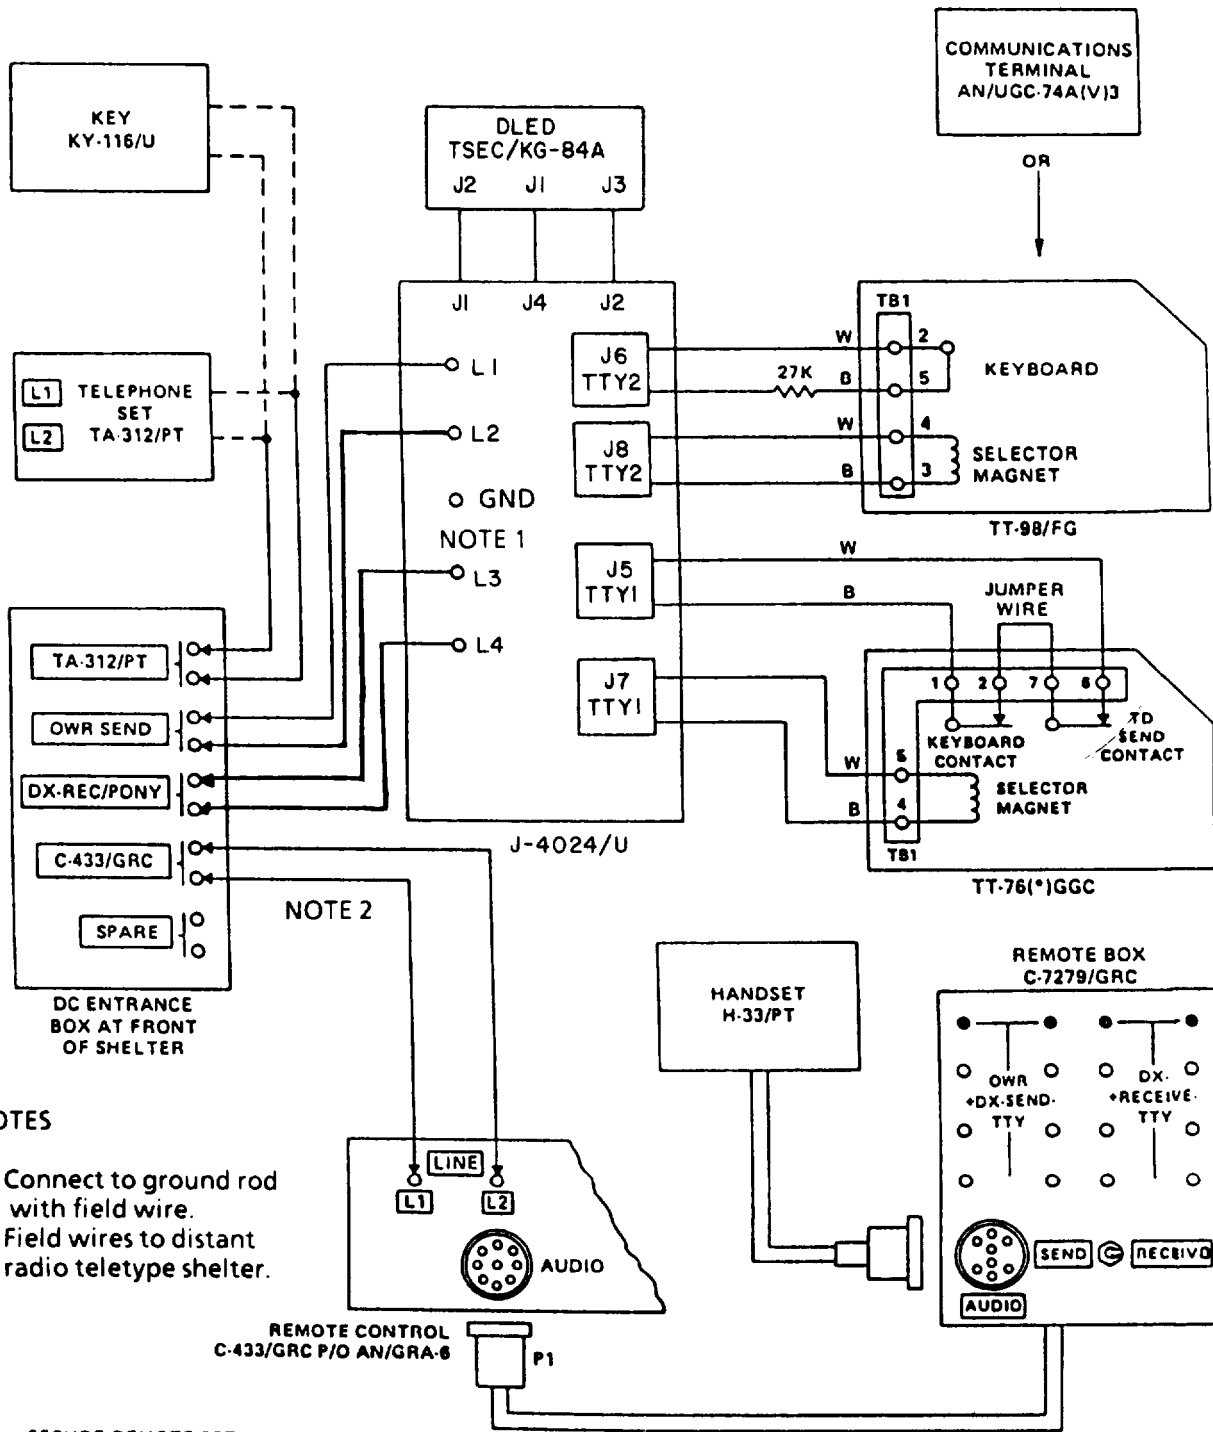 COMMUNICATIONS
TERMINAL
AN/UGC-74A(V)3
OR
KEY
KY-116/U
DLED
TSEC/KG-84A
J2 J1 J3
J1 J4 J2
L1 TELEPHONE
SET
L2 TA-312/PT
L1
L2
GND
NOTE 1
L3
L4
J6
TTY2
J8
TTY2
J5
TTY1
J7
TTY1
J-4024/U
W
27K B
W
B
TB1
2
5
4
3
KEYBOARD
SELECTOR
MAGNET
TT-98/FG
W
B
JUMPER
WIRE
1 2 7 6
KEYBOARD
CONTACT
TD
SEND
CONTACT
W 5
B 4
SELECTOR
MAGNET
TB1
TT-76(*)GGC
TA-312/PT
OWR SEND
DX-REC/PONY
C-433/GRC
SPARE
DC ENTRANCE
BOX AT FRONT
OF SHELTER
NOTE 2
HANDSET
H-33/PT
REMOTE BOX
C-7279/GRC
OWR
+DX-SEND-
TTY
DX-
+RECEIVE-
TTY
SEND
AUDIO
OTES
Connect to ground rod
with field wire.
Field wires to distant
radio teletype shelter.
LINE
L1 L2
AUDIO
REMOTE CONTROL
C-433/GRC P/O AN/GRA-6
P1